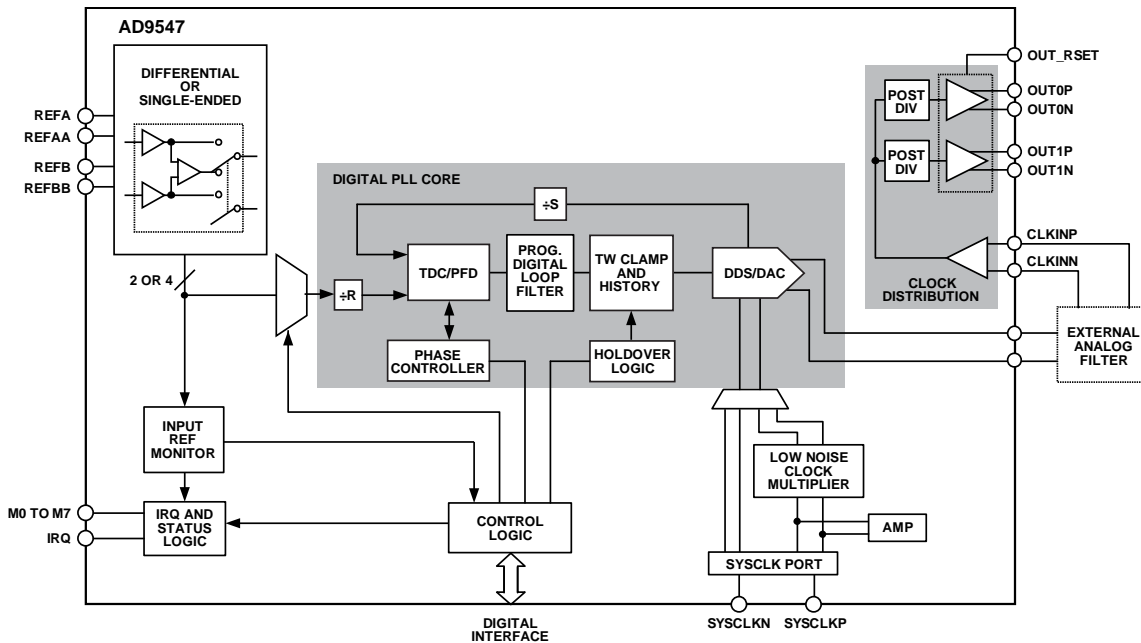 AD9547
DIFFERENTIAL
OR
SINGLE-ENDED
REFA
REFAA
REFB
REFBB
2 OR 4
DIGITAL PLL CORE
÷S
÷R
TDC/PFD
PROG.
DIGITAL
LOOP
FILTER
TW CLAMP
AND
HISTORY
DDS/DAC
PHASE
CONTROLLER
HOLDOVER
LOGIC
POST
DIV
POST
DIV
CLOCK
DISTRIBUTION
OUT_RSET
OUT0P
OUT0N
OUT1P
OUT1N
CLKINP
CLKINN
EXTERNAL
ANALOG
FILTER
INPUT
REF
MONITOR
LOW NOISE
CLOCK
MULTIPLIER
M0 TO M7
IRQ
IRQ AND
STATUS
LOGIC
CONTROL
LOGIC
AMP
SYSCLK PORT
DIGITAL
INTERFACE
SYSCLKN
SYSCLKP